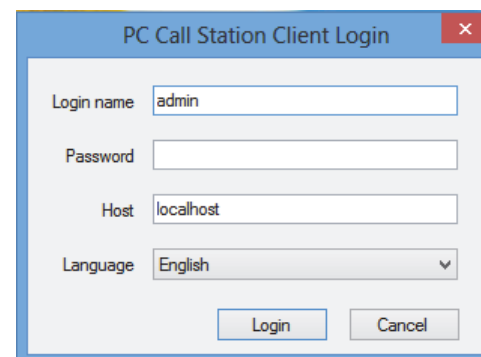 PC Call Station Client Login
Login name admin
Password
Host localhost
Language English
Login Cancel